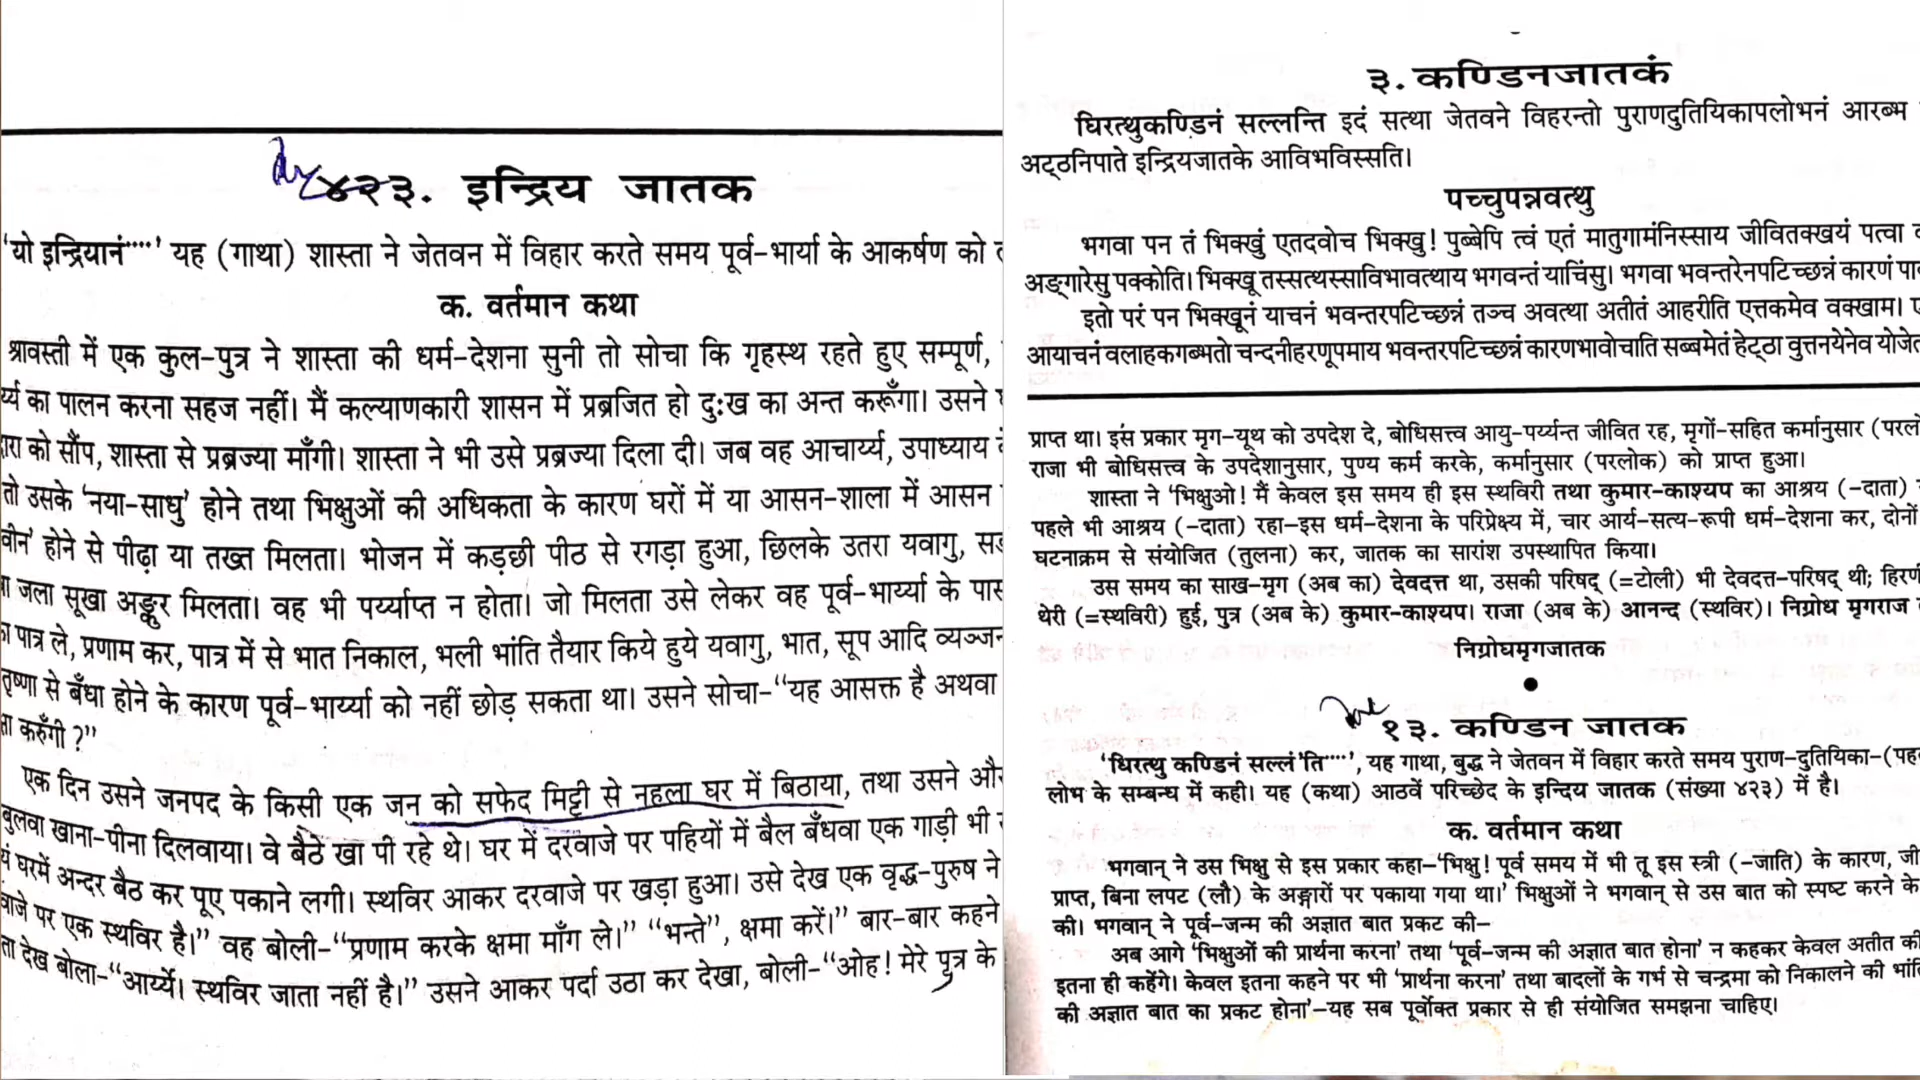 ४२३. इन्द्रिय जातक
'यो इन्द्रियानं....' यह (गाथा) शास्ता ने जेतवन में विहार करते समय पूर्व-भार्या के आकर्षण को
क. वर्तमान कथा
श्रावस्ती में एक कुल-पुत्र ने शास्ता की धर्म-देशना सुनी तो सोचा कि गृहस्थ रहते हुए सम्पूर्ण,
र्य्य का पालन करना सहज नहीं। मैं कल्याणकारी शासन में प्रब्रजित हो दुःख का अन्त करूँगा। उसने
को सौंप, शास्ता से प्रब्रज्या माँगी। शास्ता ने भी उसे प्रब्रज्या दिला दी। जब वह आचार्य्य, उपाध्याय
तो उसके 'नया-साधु' होने तथा भिक्षुओं की अधिकता के कारण घरों में या आसन-शाला में आसन
वीन' होने से पीढ़ा या तख्त मिलता। भोजन में कड़छी पीठ से रगड़ा हुआ, छिलके उतरा यवागु,
जला सूखा अङ्कुर मिलता। वह भी पर्य्याप्त न होता। जो मिलता उसे लेकर वह पूर्व-भार्य्या के पास
पात्र ले, प्रणाम कर, पात्र में से भात निकाल, भली भांति तैयार किये हुये यवागु, भात, सूप आदि व्यञ्जन
तृष्णा से बँधा होने के कारण पूर्व-भार्य्या को नहीं छोड़ सकता था। उसने सोचा-"यह आसक्त है अथवा
करुँगी ?"
एक दिन उसने जनपद के किसी एक जन को सफेद मिट्टी से नहला घर में बिठाया, तथा उसने
बुलवा खाना-पीना दिलवाया। वे बैठे खा पी रहे थे। घर में दरवाजे पर पहियों में बैल बँधवा एक गाड़ी भी
घरमें अन्दर बैठ कर पूए पकाने लगी। स्थविर आकर दरवाजे पर खड़ा हुआ। उसे देख एक वृद्ध-पुरुष ने
वाजे पर एक स्थविर है।" वह बोली-"प्रणाम करके क्षमा माँग ले।" "भन्ते", क्षमा करें।" बार-बार कहने
देख बोला-"आर्य्ये। स्थविर जाता नहीं है।" उसने आकर पर्दा उठा कर देखा, बोली-"ओह! मेरे पुत्र के
३. कण्डिनजातकं
धिरत्थुकण्डिनं सल्लन्ति इदं सत्था जेतवने विहरन्तो पुराणदुतियिकापलोभनं आरब्भ
अट्ठनिपाते इन्द्रियजातके आविभविस्सति।
पच्चुपन्नवत्थु
भगवा पन तं भिक्खुं एतदवोच भिक्खु! पुब्बेपि त्वं एतं मातुगामंनिस्साय जीवितक्खयं पत्वा
अङ्गारेसु पक्कोति। भिक्खू तस्सत्थस्साविभावत्थाय भगवन्तं याचिंसु। भगवा भवन्तरेनपटिच्छन्नं कारणं
इतो परं पन भिक्खूनं याचनं भवन्तरपटिच्छन्नं तञ्च अवत्था अतीतं आहरीति एत्तकमेव वक्खाम।
आयाचनं वलाहकगब्भतो चन्दनीहरणूपमाय भवन्तरपटिच्छन्नं कारणभावोचाति सब्बमेतं हेट्ठा वुत्तनयेनेव
प्राप्त था। इस प्रकार मृग-यूथ को उपदेश दे, बोधिसत्त्व आयु-पर्य्यन्त जीवित रह, मृगों-सहित कर्मानुसार
राजा भी बोधिसत्त्व के उपदेशानुसार, पुण्य कर्म करके, कर्मानुसार (परलोक) को प्राप्त हुआ।
शास्ता ने 'भिक्षुओ! मैं केवल इस समय ही इस स्थविरी तथा कुमार-काश्यप का आश्रय (-दाता)
पहले भी आश्रय (-दाता) रहा-इस धर्म-देशना के परिप्रेक्ष्य में, चार आर्य-सत्य-रूपी धर्म-देशना कर, दोनों
घटनाक्रम से संयोजित (तुलना) कर, जातक का सारांश उपस्थापित किया।
उस समय का साख-मृग (अब का) देवदत्त था, उसकी परिषद् (=टोली) भी देवदत्त-परिषद् थी;
थेरी (=स्थविरी) हुई, पुत्र (अब के) कुमार-काश्यप। राजा (अब के) आनन्द (स्थविर)। निग्रोध मृगराज
निग्रोधमृगजातक
१३. कण्डिन जातक
'धिरत्थु कण्डिनं सल्लं'ति....', यह गाथा, बुद्ध ने जेतवन में विहार करते समय पुराण-दुतियिका-(पह
लोभ के सम्बन्ध में कही। यह (कथा) आठवें परिच्छेद के इन्दिय जातक (संख्या ४२३) में है।
क. वर्तमान कथा
भगवान् ने उस भिक्षु से इस प्रकार कहा-'भिक्षु! पूर्व समय में भी तू इस स्त्री (-जाति) के कारण, जी
प्राप्त, बिना लपट (लौ) के अङ्गारों पर पकाया गया था।' भिक्षुओं ने भगवान् से उस बात को स्पष्ट करने के
की। भगवान् ने पूर्व-जन्म की अज्ञात बात प्रकट की-
अब आगे 'भिक्षुओं की प्रार्थना करना' तथा 'पूर्व-जन्म की अज्ञात बात होना' न कहकर केवल अतीत की
इतना ही कहेंगे। केवल इतना कहने पर भी 'प्रार्थना करना' तथा बादलों के गर्भ से चन्द्रमा को निकालने की भांति
की अज्ञात बात का प्रकट होना'-यह सब पूर्वोक्त प्रकार से ही संयोजित समझना चाहिए।